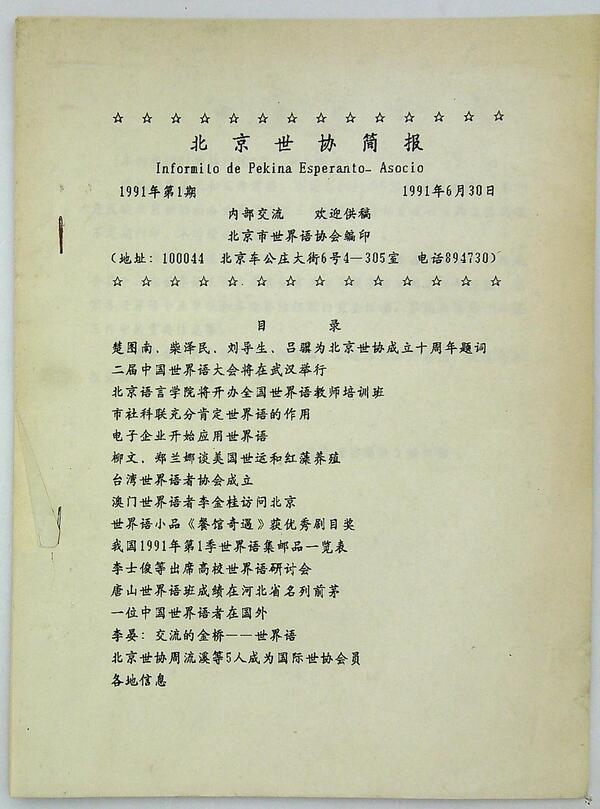 ☆ ☆ ☆ ☆ ☆ ☆ ☆ ☆ ☆ ☆ ☆ ☆ ☆ ☆
北京世协简报
Informilo de Pekina Esperanto- Asocio
1991年第1期 1991年6月30日
内部交流 欢迎供稿
北京市世界语协会编印
(地址: 100044 北京车公庄大街6号4—305室 电话894730)
☆ ☆ ☆ ☆ ☆ ☆ ☆ ☆ ☆ ☆ ☆ ☆ ☆ ☆
目 录
楚图南、柴泽民、刘导生、吕骥为北京世协成立十周年题词
二届中国世界语大会将在武汉举行
北京语言学院将开办全国世界语教师培训班
市社科联充分肯定世界语的作用
电子企业开始应用世界语
柳文、郑兰娜谈美国世运和红藻养殖
台湾世界语者协会成立
澳门世界语者李金桂访问北京
世界语小品《餐馆奇遇》获优秀剧目奖
我国1991年第1季世界语集邮品一览表
李士俊等出席高校世界语研讨会
唐山世界语班成绩在河北省名列前茅
一位中国世界语者在国外
李晏: 交流的金桥——世界语
北京世协周流溪等5人成为国际世协会员
各地信息